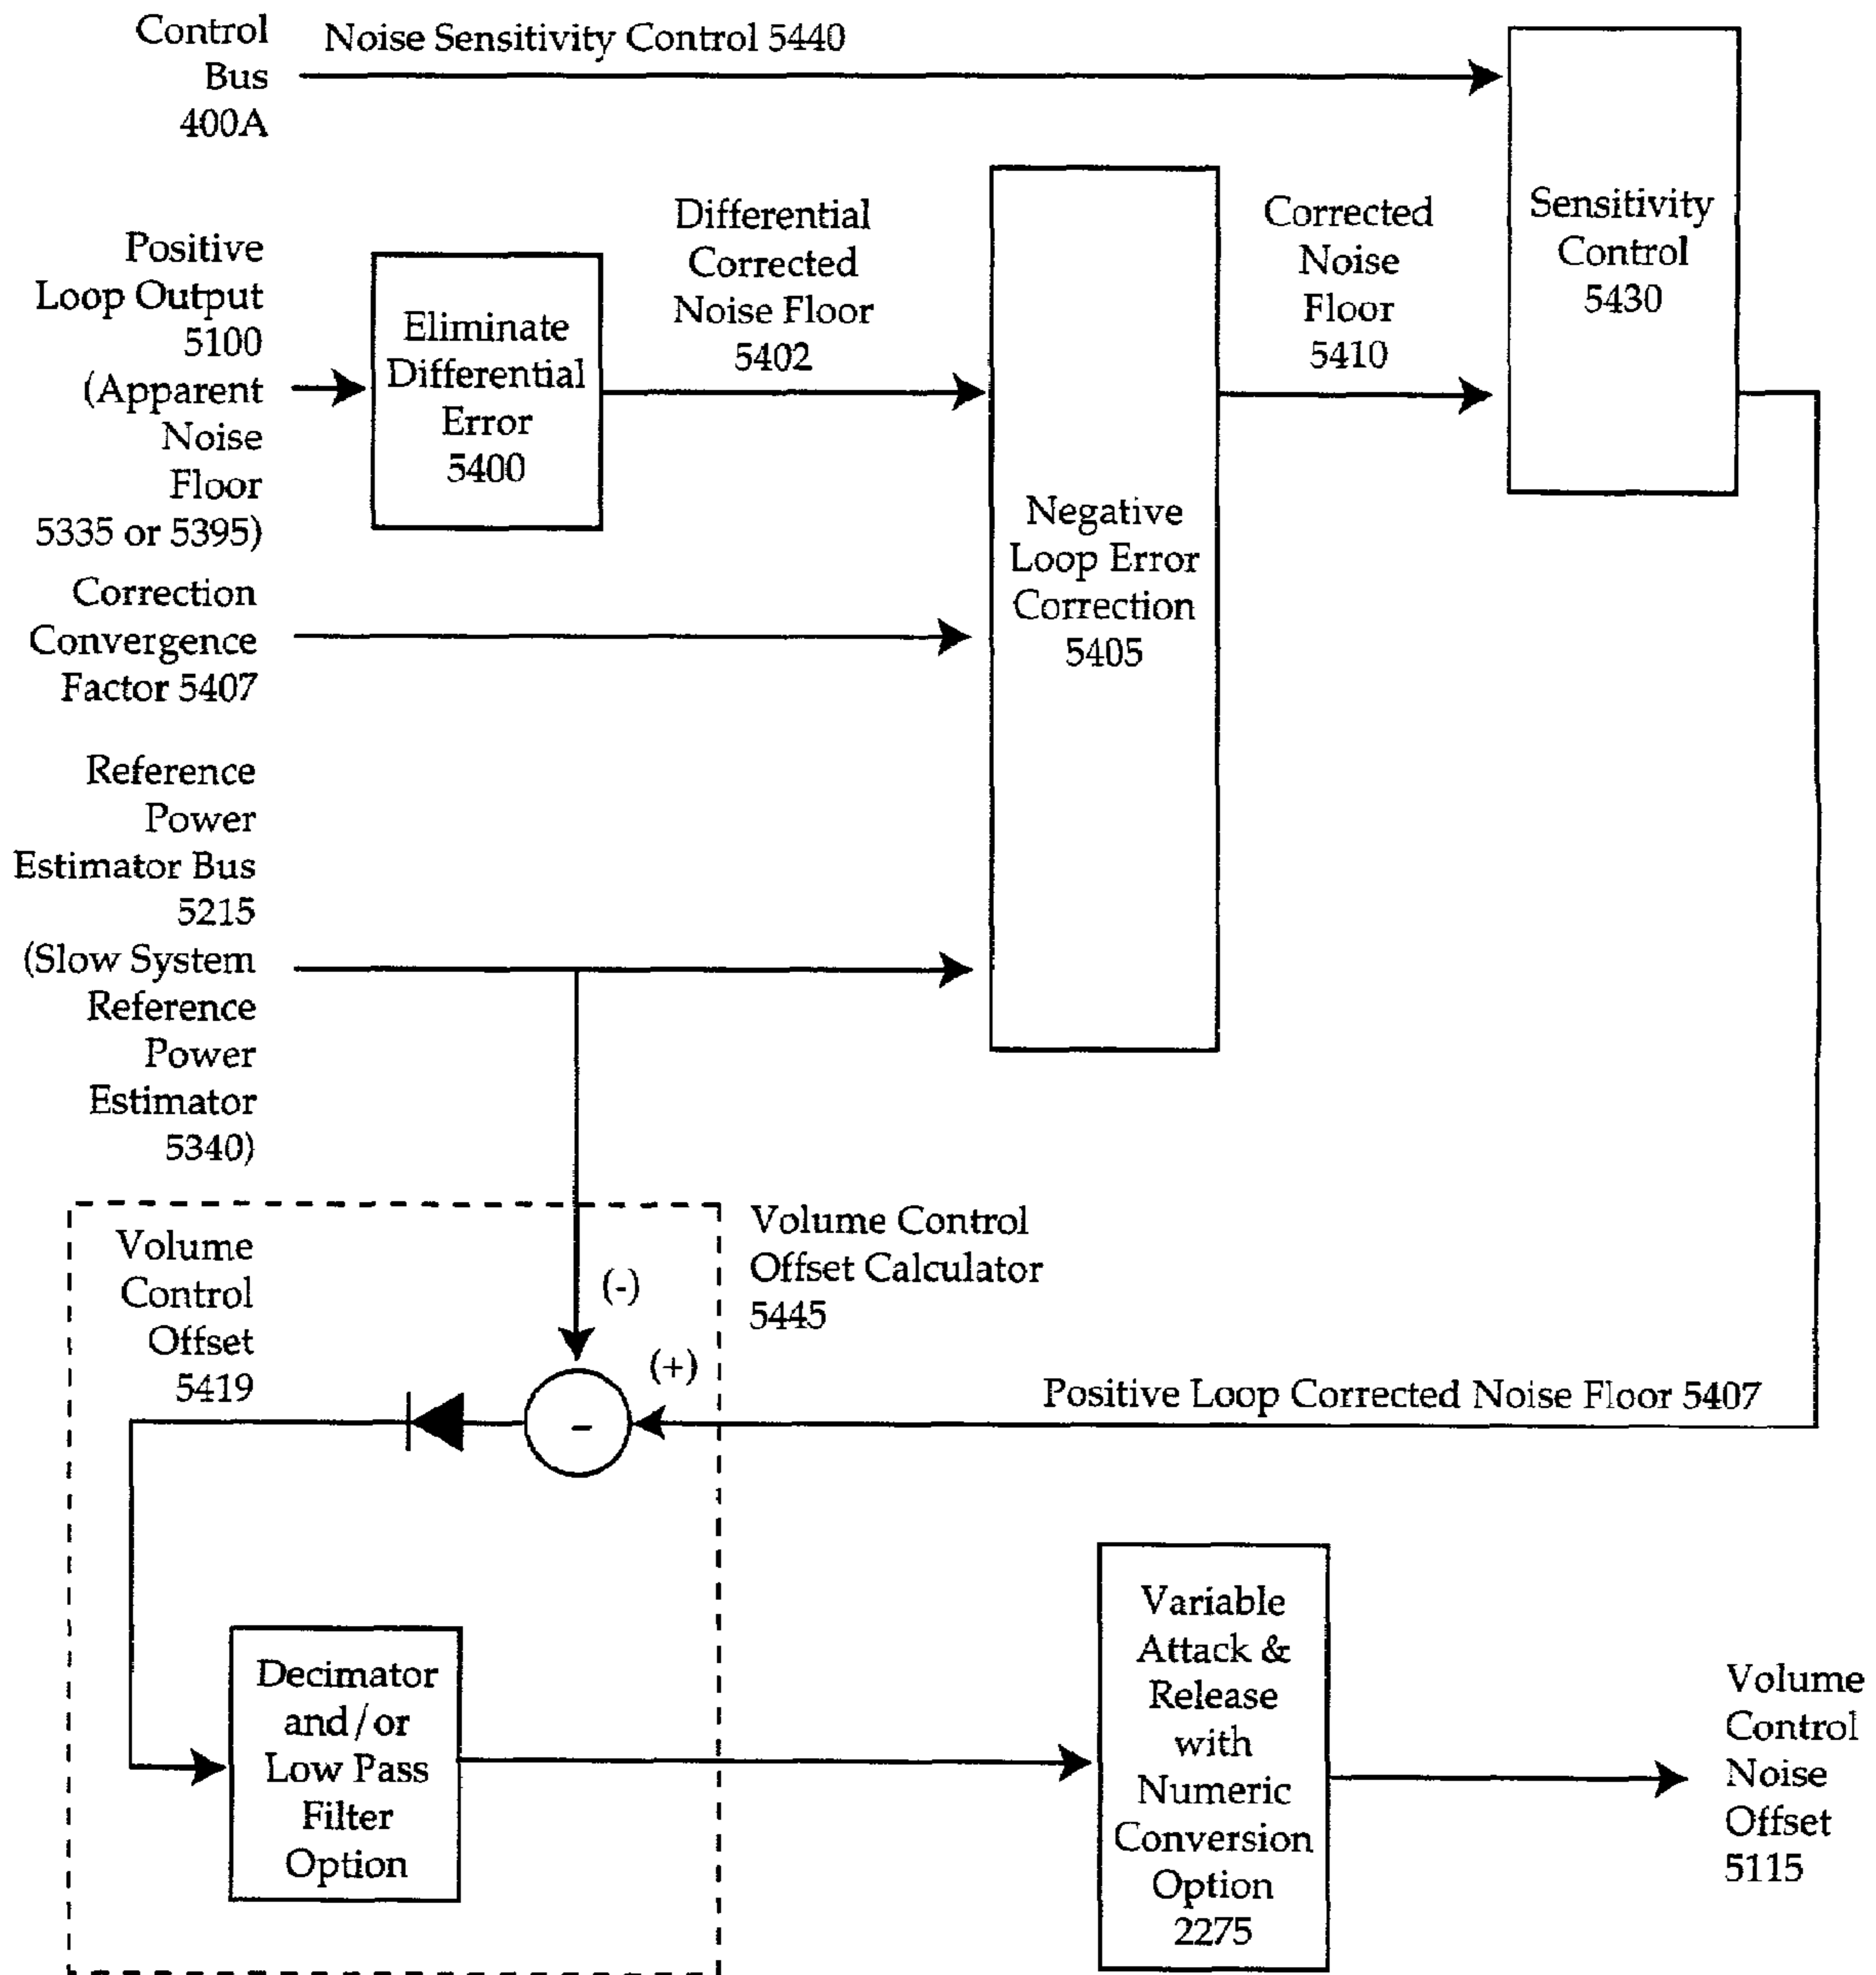 Control
Bus
400A
Noise Sensitivity Control 5440
Sensitivity
Control
5430
Positive
Loop Output
5100
(Apparent
Noise
Floor
5335 or 5395)
Eliminate
Differential
Error
5400
Differential
Corrected
Noise Floor
5402
Corrected
Noise
Floor
5410
Negative
Loop Error
Correction
5405
Correction
Convergence
Factor 5407
Reference
Power
Estimator Bus
5215
(Slow System
Reference
Power
Estimator
5340)
Volume
Control
Offset
5419
Volume Control
Offset Calculator
5445
(-)
(+)
-
Positive Loop Corrected Noise Floor 5407
Decimator
and/or
Low Pass
Filter
Option
Variable
Attack &
Release
with
Numeric
Conversion
Option
2275
Volume
Control
Noise
Offset
5115